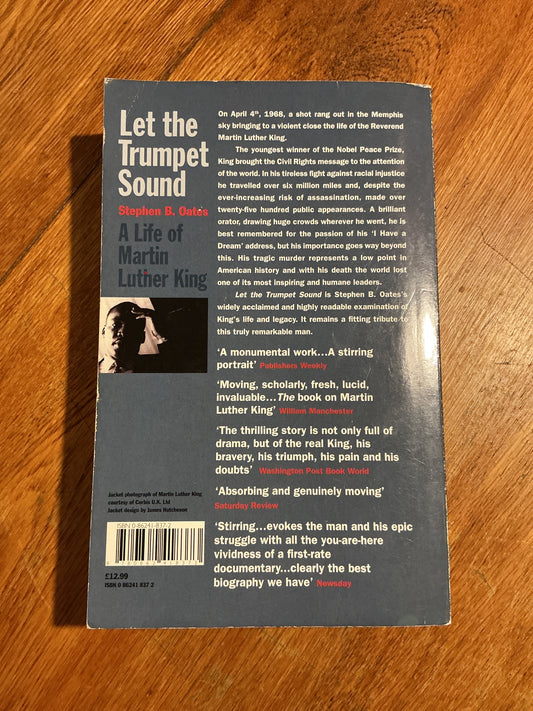 Let the
Trumpet
Sound
Stephen B. Oates
A Life of
Martin
Luther King
On April 4th, 1968, a shot rang out in the Memphis
sky bringing to a violent close the life of the Reverend
Martin Luther King.
The youngest winner of the Nobel Peace Prize,
King brought the Civil Rights message to the attention
of the world. In his tireless fight against racial injustice
he travelled over six million miles and, despite the
ever-increasing risk of assassination, made over
twenty-five hundred public appearances. A brilliant
orator, drawing huge crowds wherever he went, he is
best remembered for the passion of his ‘I Have a
Dream’ address, but his importance goes way beyond
this. His tragic murder represents a low point in
American history and with his death the world lost
one of its most inspiring and humane leaders.
Let the Trumpet Sound is Stephen B. Oates’s
widely acclaimed and highly readable examination of
King’s life and legacy. It remains a fitting tribute to
this truly remarkable man.
‘A monumental work...A stirring
portrait’ Publishers Weekly
‘Moving, scholarly, fresh, lucid,
invaluable...The book on Martin
Luther King’ William Manchester
‘The thrilling story is not only full of
drama, but of the real King, his
bravery, his triumph, his pain and his
doubts’ Washington Post Book World
‘Absorbing and genuinely moving’
Saturday Review
‘Stirring...evokes the man and his epic
struggle with all the you-are-here
vividness of a first-rate
documentary...clearly the best
biography we have’ Newsday
Jacket photograph of Martin Luther King
courtesy of Corbis U.K. Ltd
Jacket design by James Hutcheson
ISBN 0-86241-837-2
£12.99
ISBN 0 86241 837 2